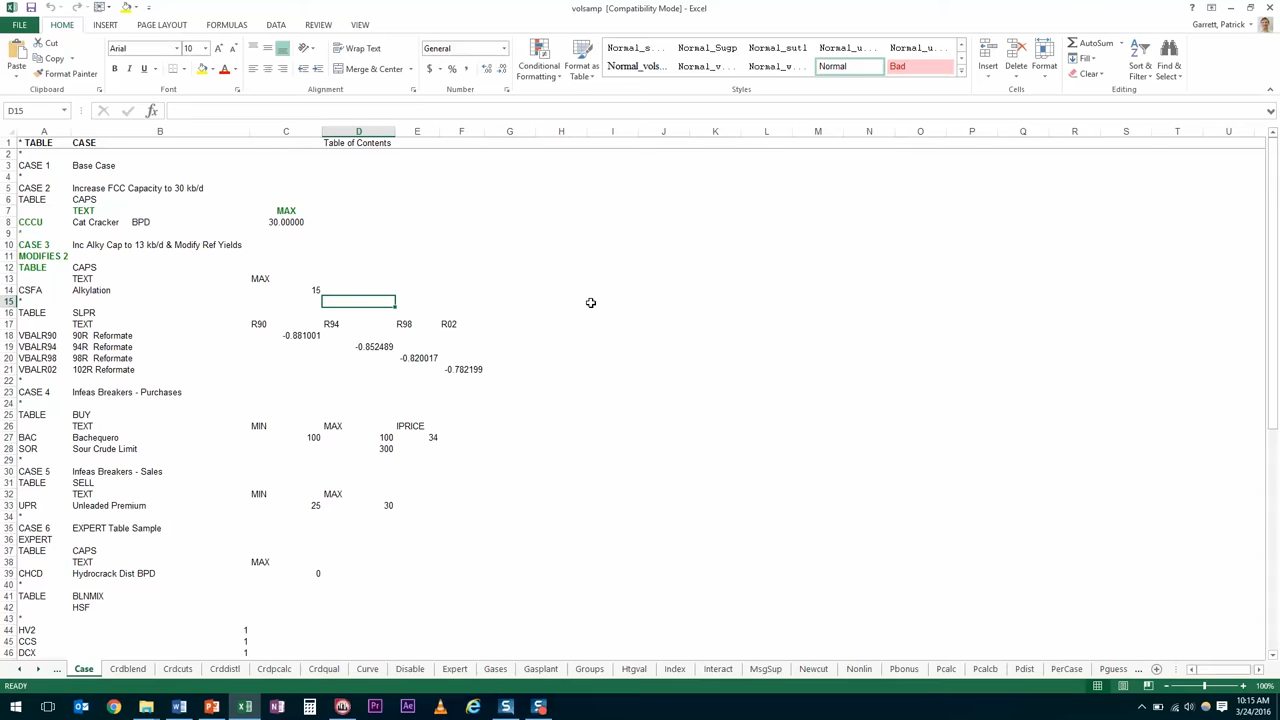 volsamp [Compatibility Mode] - Excel
Garrett, Patrick
FILE HOME INSERT PAGE LAYOUT FORMULAS DATA REVIEW VIEW
Paste
Cut
Copy
Format Painter
Clipboard
Arial 10
B I U
Font
Wrap Text
Merge & Center
Alignment
General
$ % ,
Number
Conditional Formatting
Format as Table
Normal_s... Normal_Sugp Normal_sutl Normal_u... Normal_u...
Normal_vols... Normal_v... Normal_w... Normal Bad
Styles
Insert Delete Format
Cells
AutoSum
Fill
Clear
Sort & Filter
Find & Select
Editing
D15 fx
A B C D E F G H I J K L M N O P Q R S T U
1 * TABLE CASE Table of Contents
2 *
3 CASE 1 Base Case
4 *
5 CASE 2 Increase FCC Capacity to 30 kb/d
6 TABLE CAPS
7 TEXT MAX
8 CCCU Cat Cracker BPD 30.00000
9 *
10 CASE 3 Inc Alky Cap to 13 kb/d & Modify Ref Yields
11 MODIFIES 2
12 TABLE CAPS
13 TEXT MAX
14 CSFA Alkylation 15
15 *
16 TABLE SLPR
17 TEXT R90 R94 R98 R02
18 VBALR90 90R Reformate -0.881001
19 VBALR94 94R Reformate -0.852489
20 VBALR98 98R Reformate -0.820017
21 VBALR02 102R Reformate -0.782199
22 *
23 CASE 4 Infeas Breakers - Purchases
24 *
25 TABLE BUY
26 TEXT MIN MAX IPRICE
27 BAC Bachequero 100 100 34
28 SOR Sour Crude Limit 300
29 *
30 CASE 5 Infeas Breakers - Sales
31 TABLE SELL
32 TEXT MIN MAX
33 UPR Unleaded Premium 25 30
34 *
35 CASE 6 EXPERT Table Sample
36 EXPERT
37 TABLE CAPS
38 TEXT MAX
39 CHCD Hydrocrack Dist BPD 0
40 *
41 TABLE BLNMIX
42 HSF
43 *
44 HV2 1
45 CCS 1
46 DCX 1
... Case Crdblend Crdcuts Crddistl Crdpcalc Crdqual Curve Disable Expert Gases Gasplant Groups Htgval Index Interact MsgSup Newcut Nonlin Pbonus Pcalc Pcalcb Pdist PerCase Pguess ...
READY 100%
10:15 AM
3/24/2016